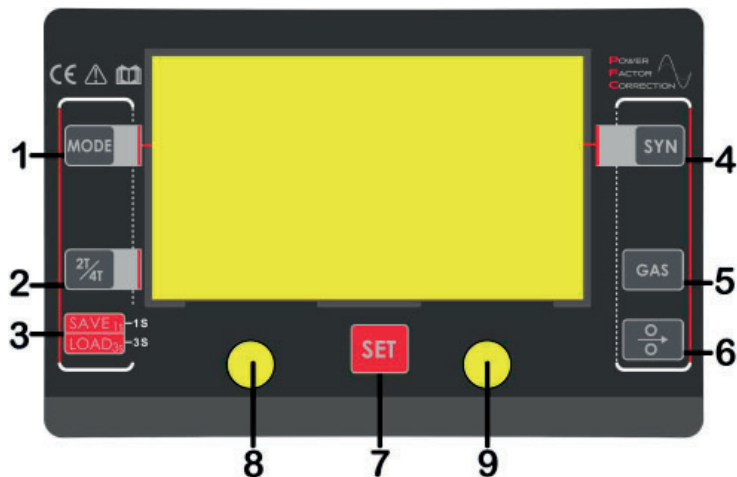 CE
POWER
FACTOR
CORRECTION
1
MODE
SYN
4
2
2T/4T
GAS
5
3
SAVE 1s
1S
LOAD 3s
3S
6
SET
8
7
9